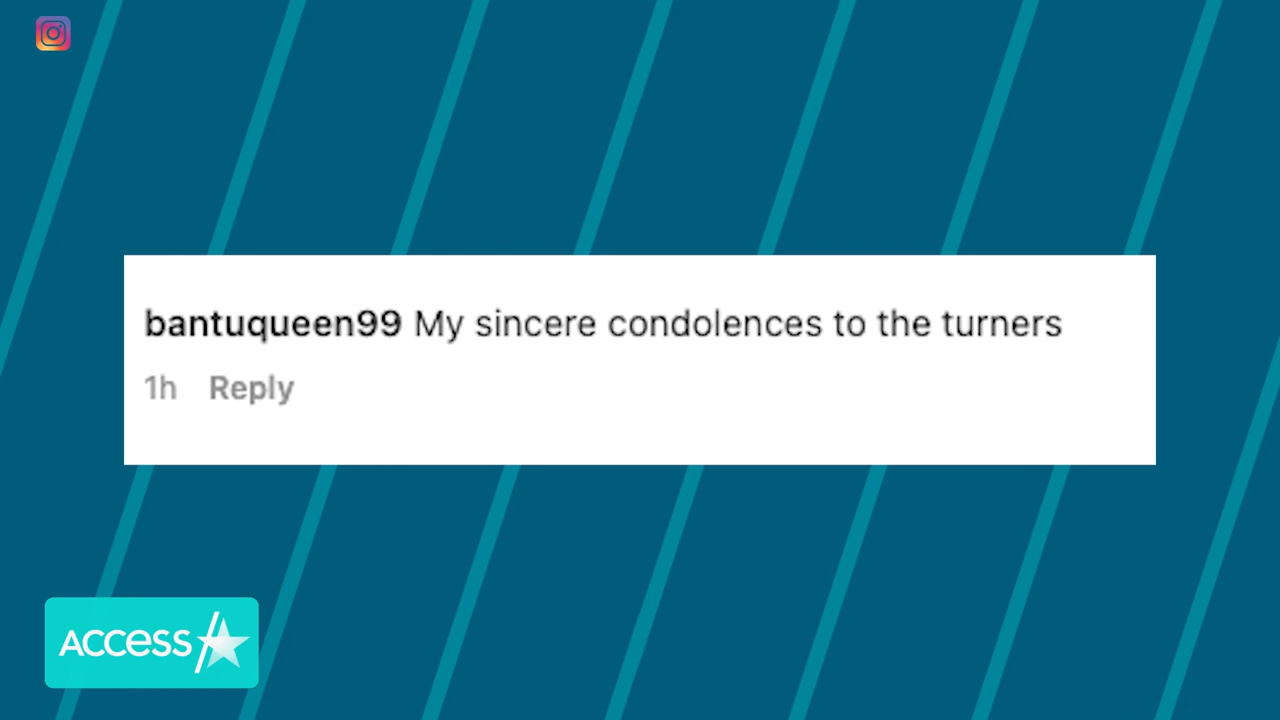 bantuqueen99 My sincere condolences to the turners
1h Reply
ACCESS